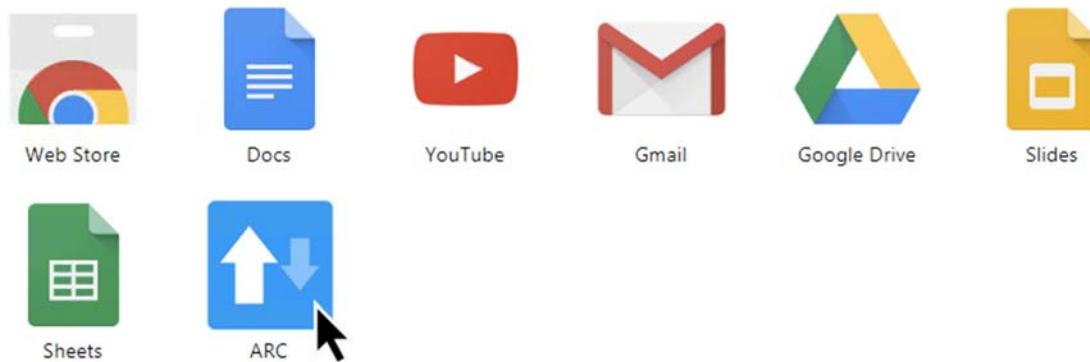 Web Store
Docs
YouTube
Gmail
Google Drive
Slides
Sheets
ARC